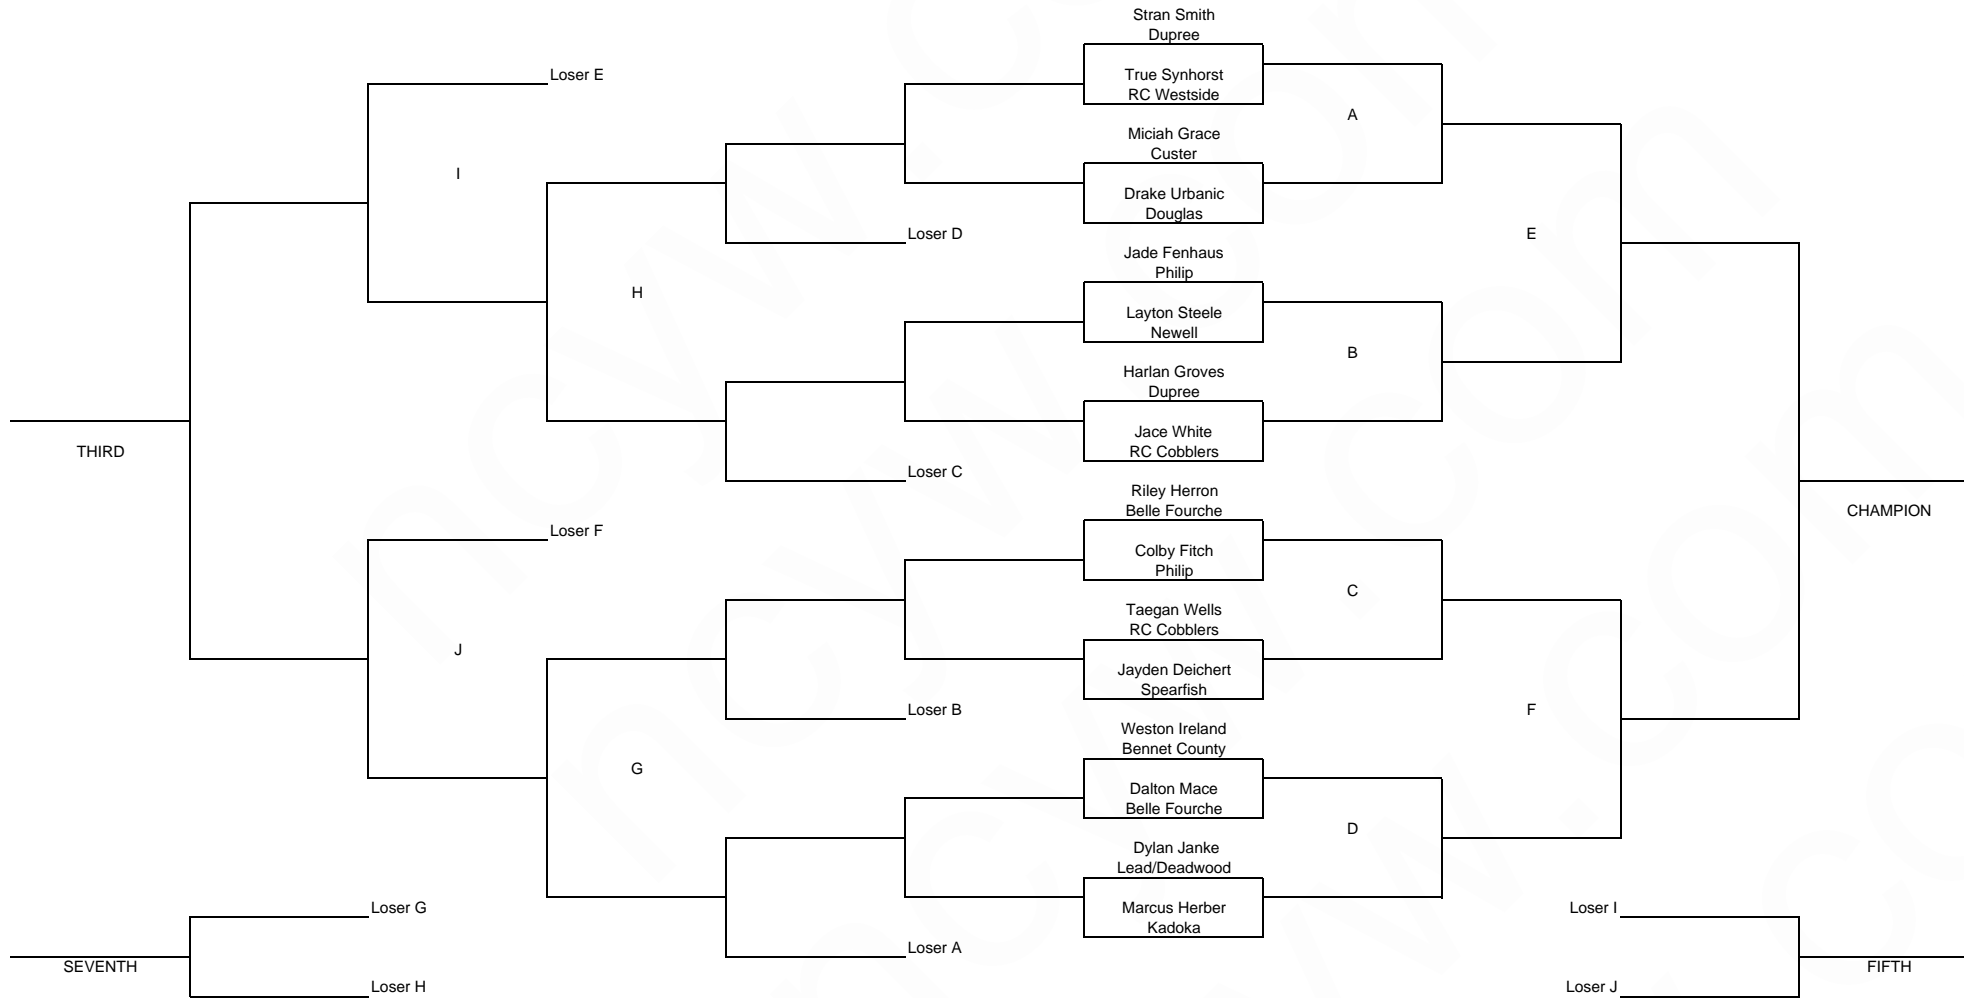 Stran Smith
Dupree
Loser E
True Synhorst
RC Westside
A
Miciah Grace
Custer
I
Drake Urbanic
Douglas
Loser D
E
Jade Fenhaus
Philip
H
Layton Steele
Newell
B
Harlan Groves
Dupree
Jace White
RC Cobblers
THIRD
Loser C
Riley Herron
Belle Fourche
CHAMPION
Loser F
Colby Fitch
Philip
C
Taegan Wells
RC Cobblers
J
Jayden Deichert
Spearfish
Loser B
F
Weston Ireland
Bennet County
G
Dalton Mace
Belle Fourche
D
Dylan Janke
Lead/Deadwood
Loser G
Marcus Herber
Kadoka
Loser I
Loser A
SEVENTH
FIFTH
Loser H
Loser J